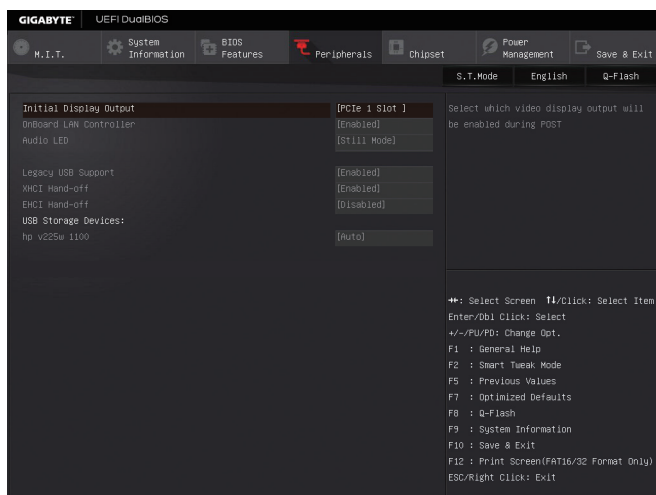 GIGABYTE™ UEFI DualBIOS
M.I.T.
System Information
BIOS Features
Peripherals
Chipset
Power Management
Save & Exit
S.T.Mode English Q-Flash
Initial Display Output [PCIe 1 Slot ]
OnBoard LAN Controller [Enabled]
Audio LED [Still Mode]
Legacy USB Support [Enabled]
XHCI Hand-off [Enabled]
EHCI Hand-off [Disabled]
USB Storage Devices:
hp v225w 1100 [Auto]
Select which video display output will
be enabled during POST
→←: Select Screen ↑↓/Click: Select Item
Enter/Dbl Click: Select
+/-/PU/PD: Change Opt.
F1 : General Help
F2 : Smart Tweak Mode
F5 : Previous Values
F7 : Optimized Defaults
F8 : Q-Flash
F9 : System Information
F10 : Save & Exit
F12 : Print Screen(FAT16/32 Format Only)
ESC/Right Click: Exit